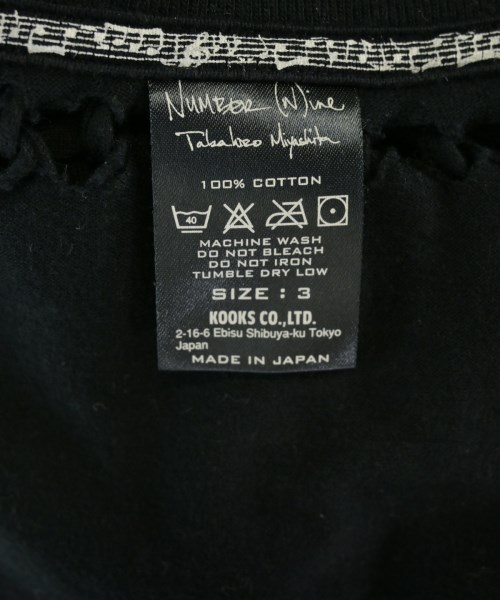 NUMBER (N)ine
Takahiro Miyashita
100% COTTON
40
MACHINE WASH
DO NOT BLEACH
DO NOT IRON
TUMBLE DRY LOW
SIZE : 3
KOOKS CO.,LTD.
2-16-6 Ebisu Shibuya-ku Tokyo
Japan
MADE IN JAPAN